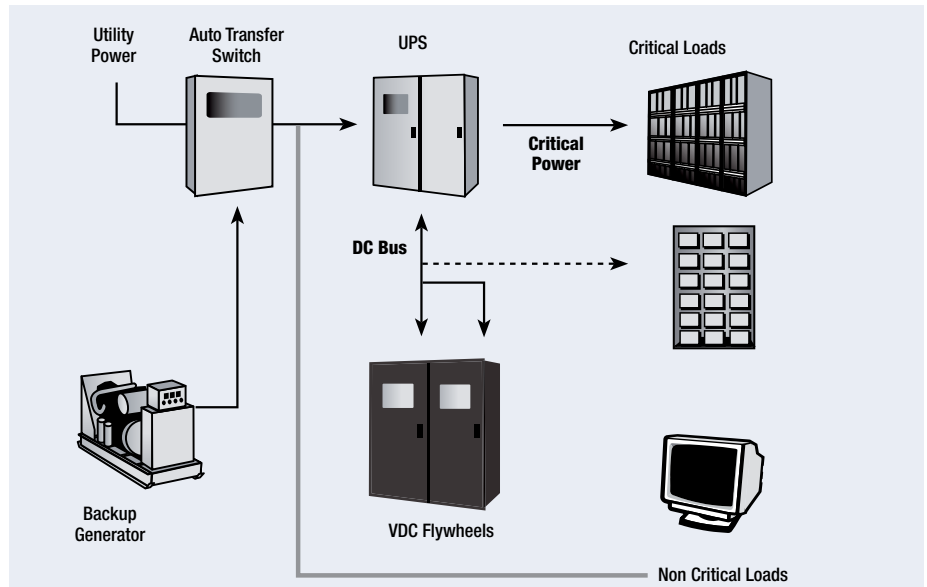 Utility
Power
Auto Transfer
Switch
UPS
Critical Loads
Critical
Power
DC Bus
Backup
Generator
VDC Flywheels
Non Critical Loads